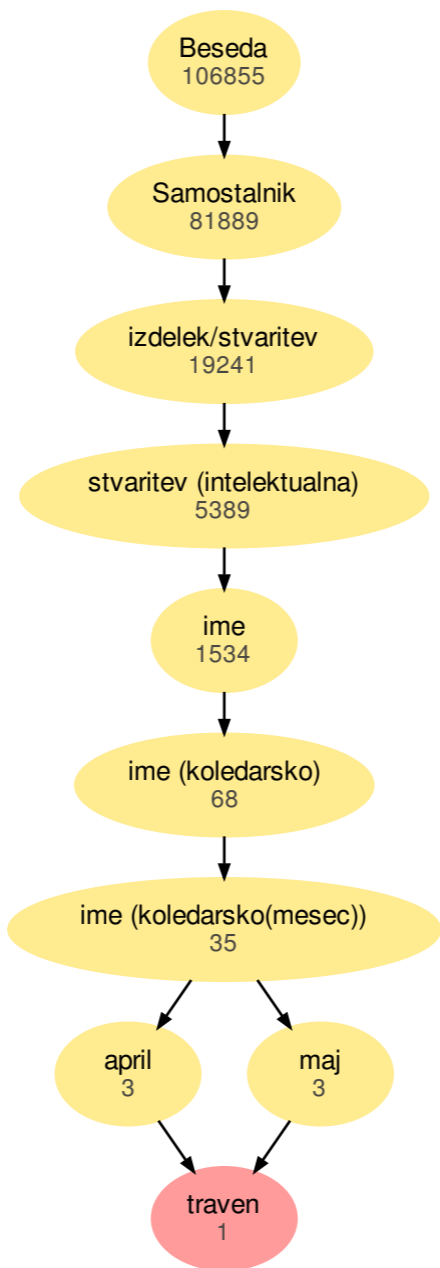 Beseda
106855
Samostalnik
81889
izdelek/stvaritev
19241
stvaritev (intelektualna)
5389
ime
1534
ime (koledarsko)
68
ime (koledarsko(mesec))
35
april
3
maj
3
traven
1